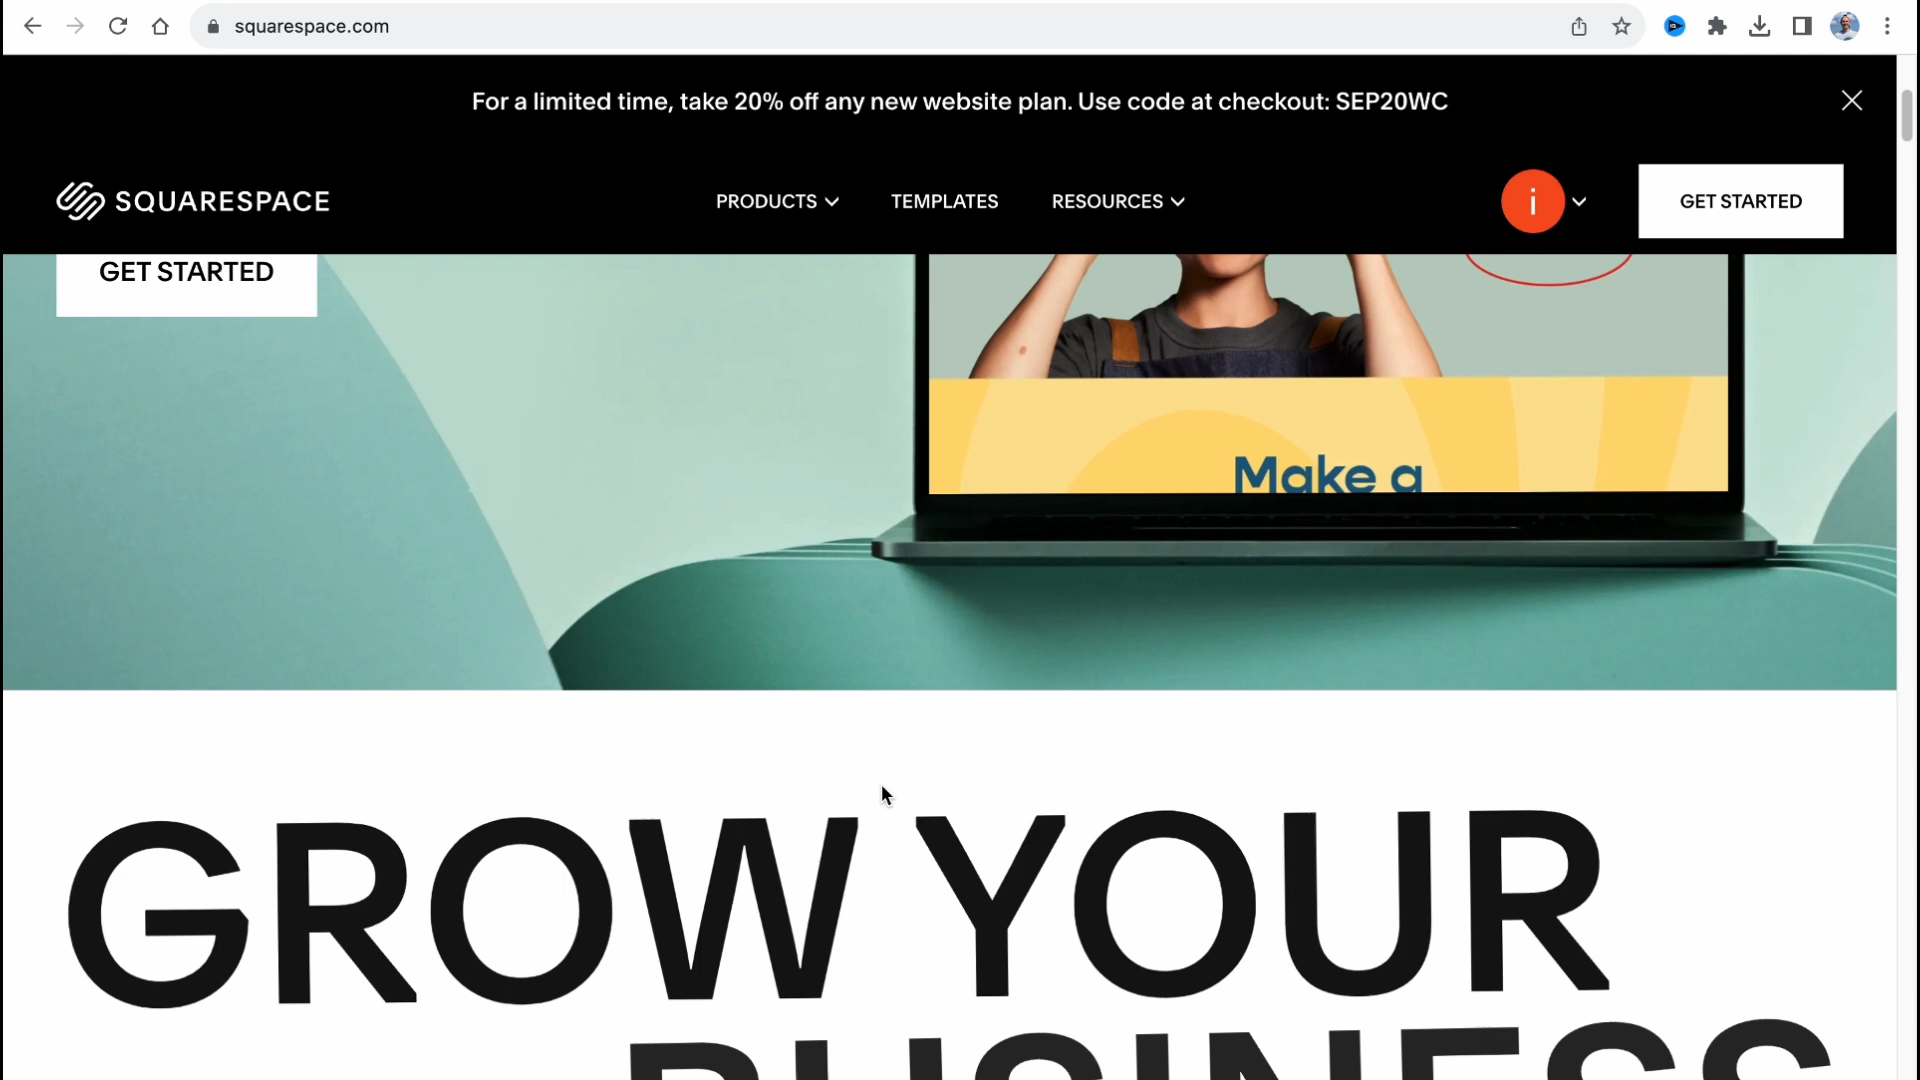 squarespace.com
For a limited time, take 20% off any new website plan. Use code at checkout: SEP20WC
SQUARESPACE
PRODUCTS
TEMPLATES
RESOURCES
i
GET STARTED
GET STARTED
Make a
GROW YOUR
BUSINESS